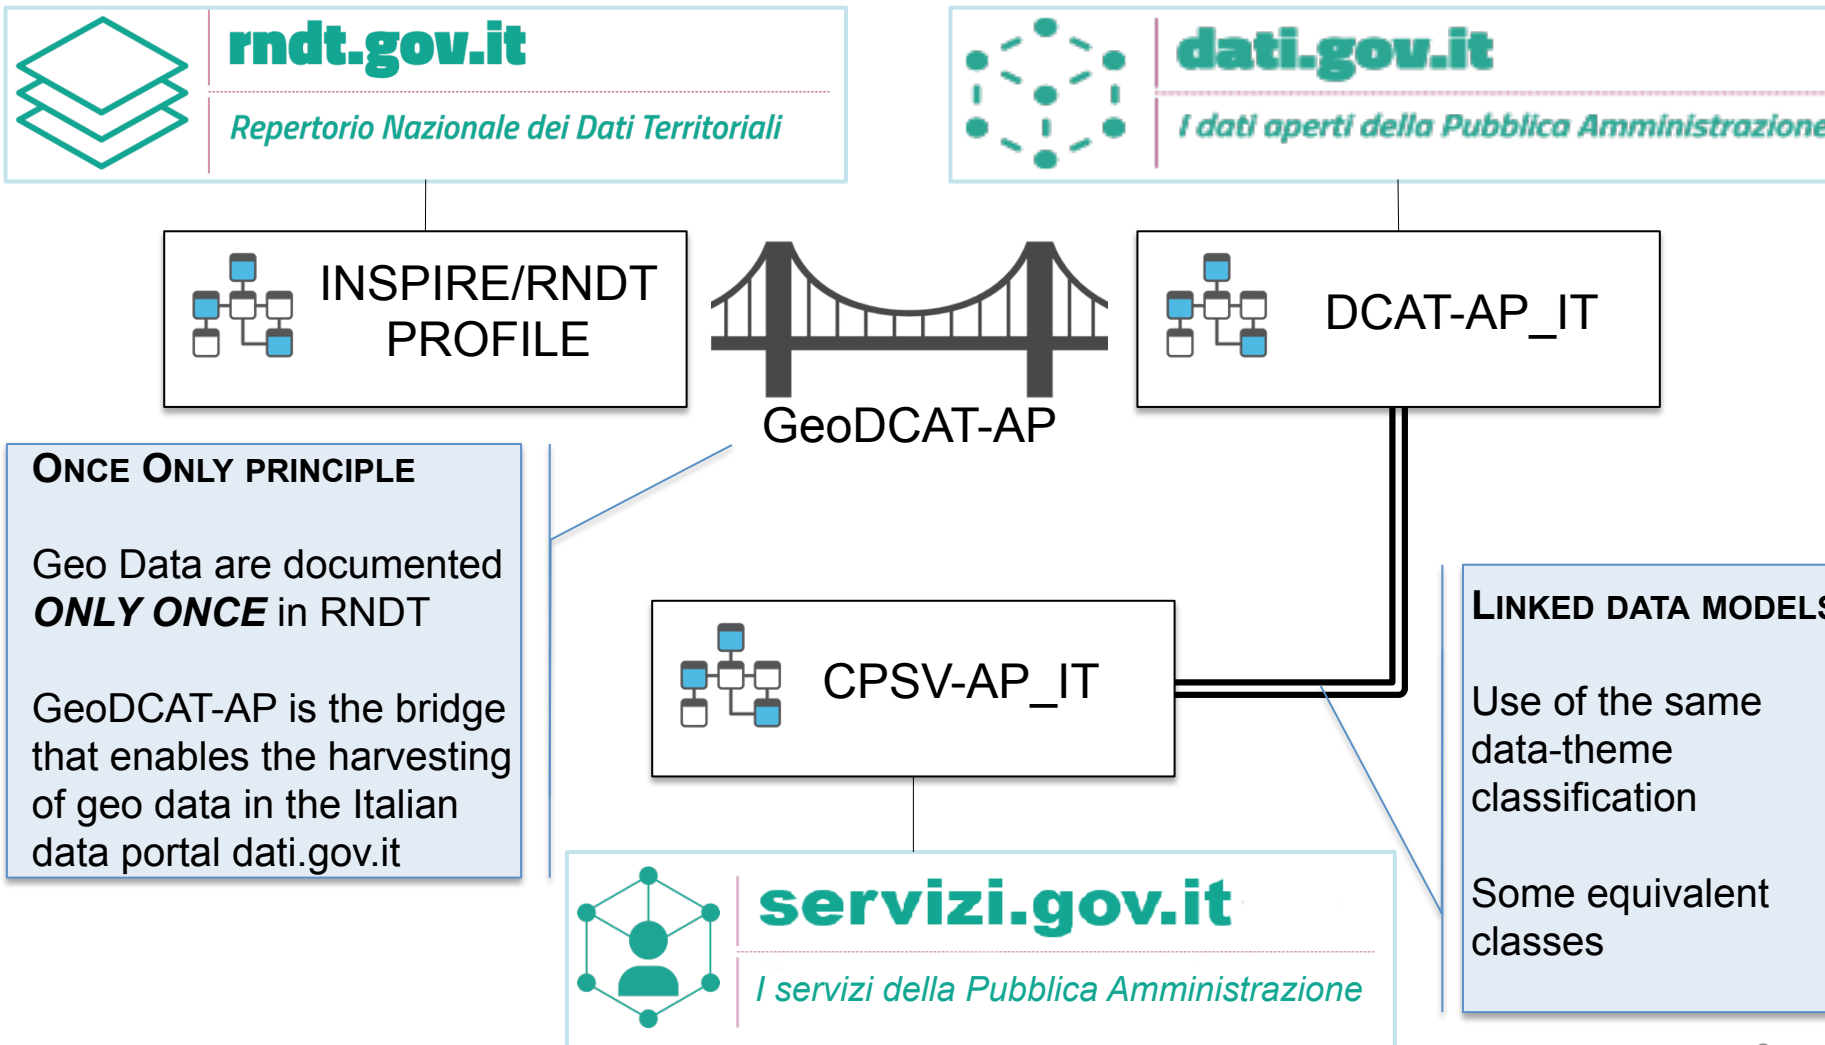 rndt.gov.it
Repertorio Nazionale dei Dati Territoriali
dati.gov.it
I dati aperti della Pubblica Amministrazione
INSPIRE/RNDT
PROFILE
GeoDCAT-AP
DCAT-AP_IT
ONCE ONLY PRINCIPLE
Geo Data are documented
ONLY ONCE in RNDT
GeoDCAT-AP is the bridge
that enables the harvesting
of geo data in the Italian
data portal dati.gov.it
CPSV-AP_IT
LINKED DATA MODELS
Use of the same
data-theme
classification
Some equivalent
classes
servizi.gov.it
I servizi della Pubblica Amministrazione